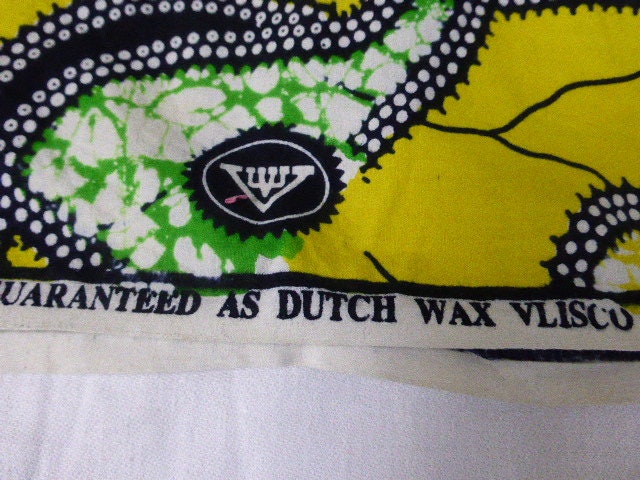 UARANTEED AS DUTCH WAX VLISCO